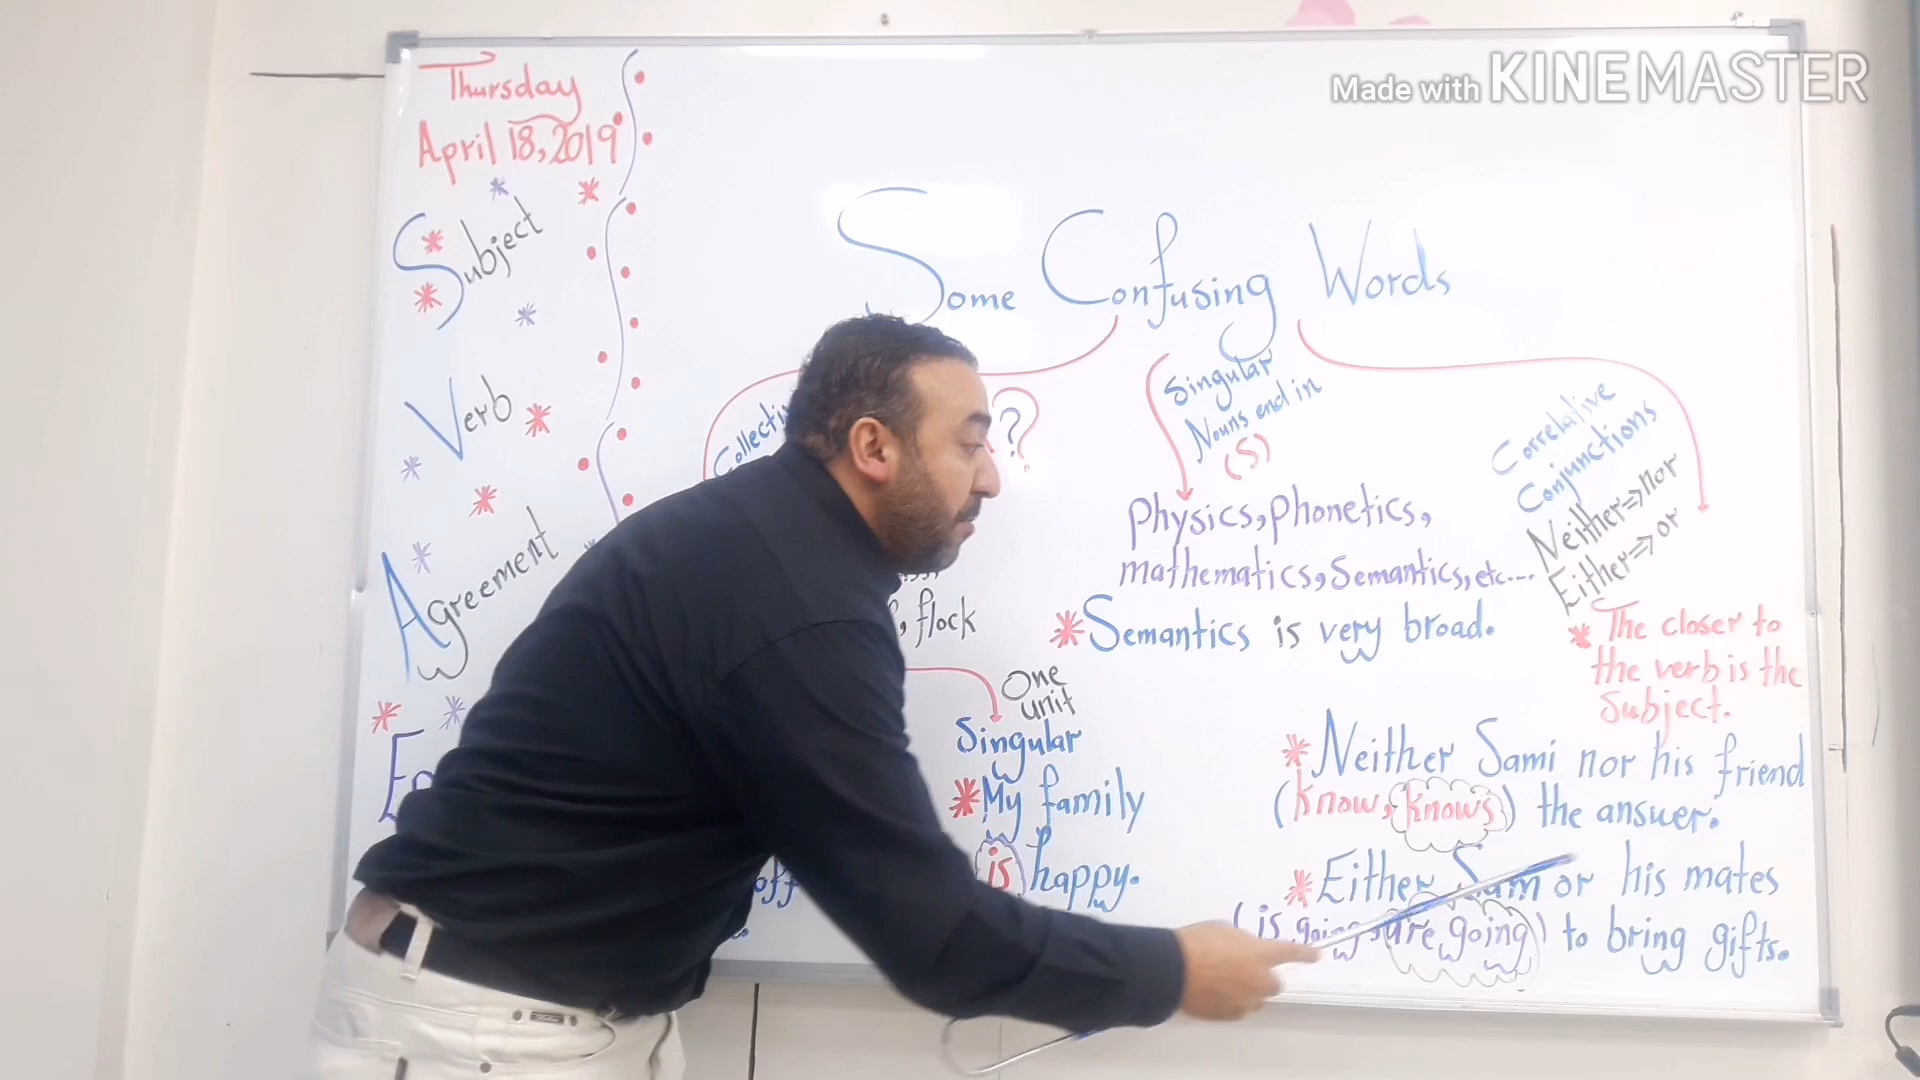 Made with KINEMASTER
Thursday
April 18, 2019
Subject
Verb
Agreement
Some Confusing Words
?
flock
One
unit
Singular
*My family
is happy.
off
Singular
Nouns end in
(S)
Physics, Phonetics,
mathematics, Semantics, etc....
*Semantics is very broad.
Correlative
Conjunctions
Neither=>nor
Either=>or
*The closer to
the verb is the
Subject.
*Neither Sami nor his friend
(know, knows) the answer.
*Either Sam or his mates
(is going, are going) to bring gifts.